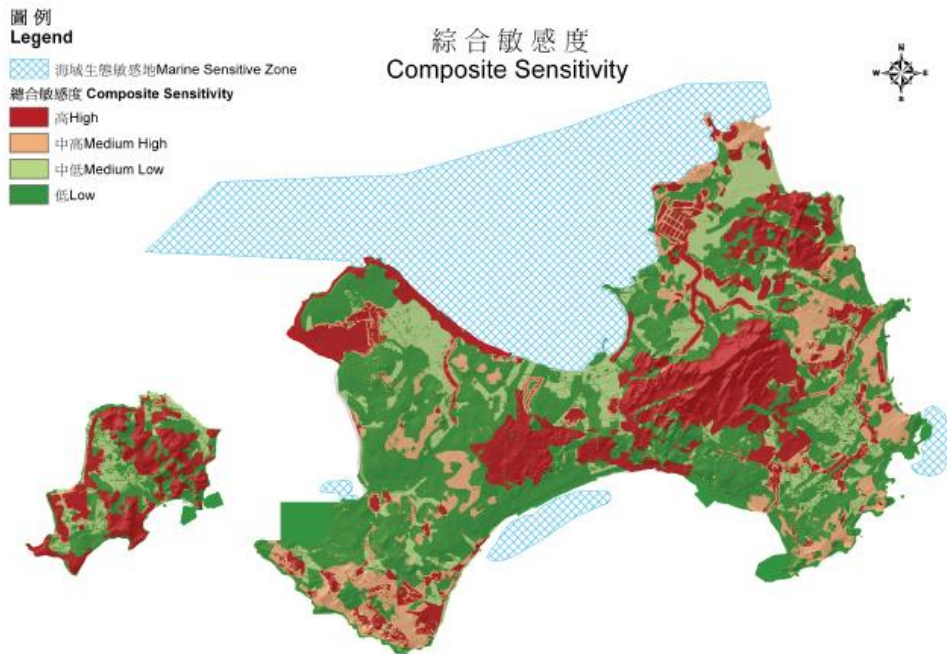 圖例
Legend
海域生態敏感地Marine Sensitive Zone
總合敏感度 Composite Sensitivity
高High
中高Medium High
中低Medium Low
低Low
綜合敏感度
Composite Sensitivity
N
W E
S